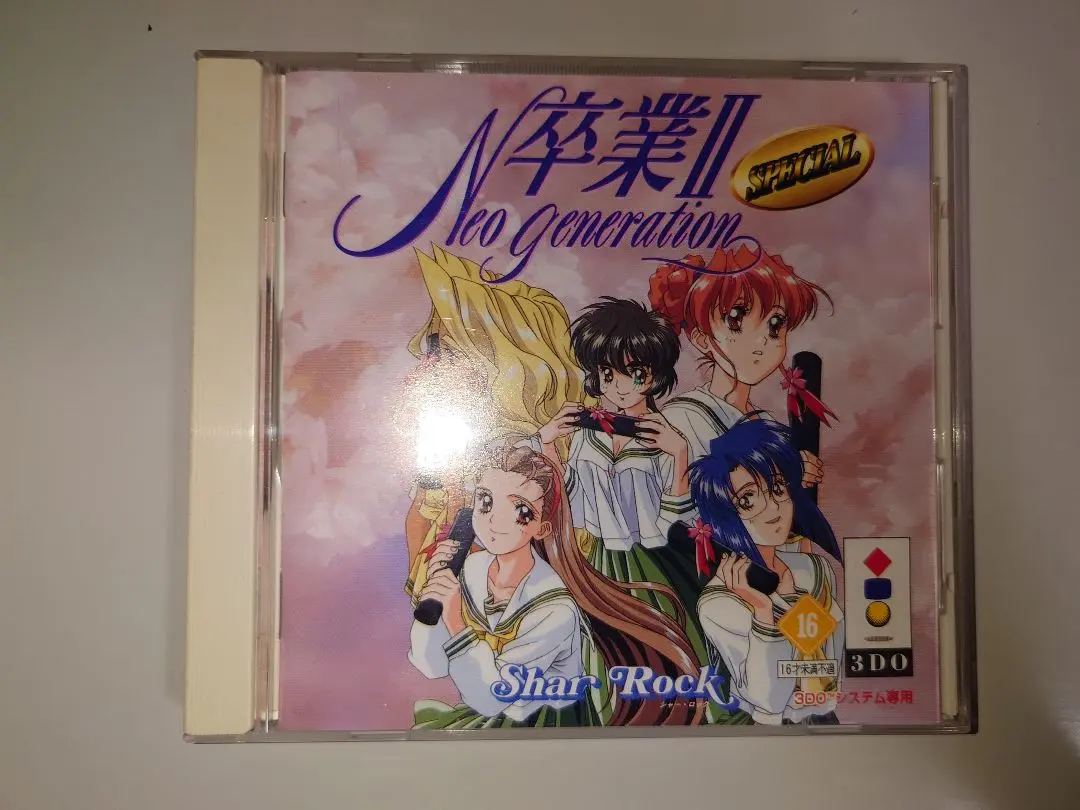 卒業II
SPECIAL
Neo generation
16
16才未満不適
3DO
Shar Rock
シャー・ロック
3DO™システム専用